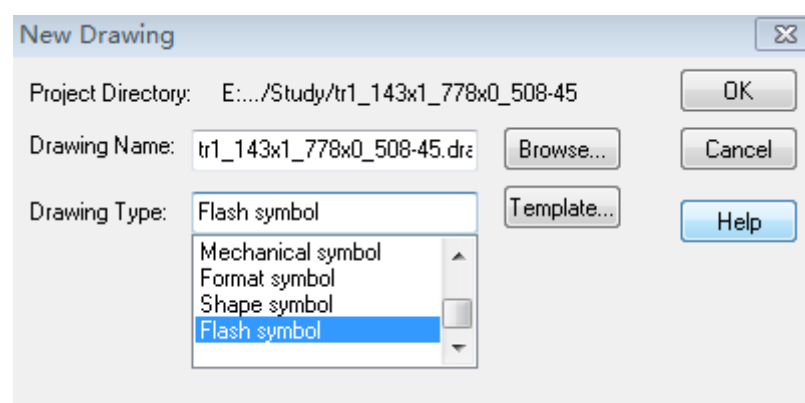 New Drawing
Project Directory: E:.../Study/tr1_143x1_778x0_508-45 OK
Drawing Name: tr1_143x1_778x0_508-45.dra Browse... Cancel
Drawing Type: Flash symbol Template... Help
Mechanical symbol
Format symbol
Shape symbol
Flash symbol